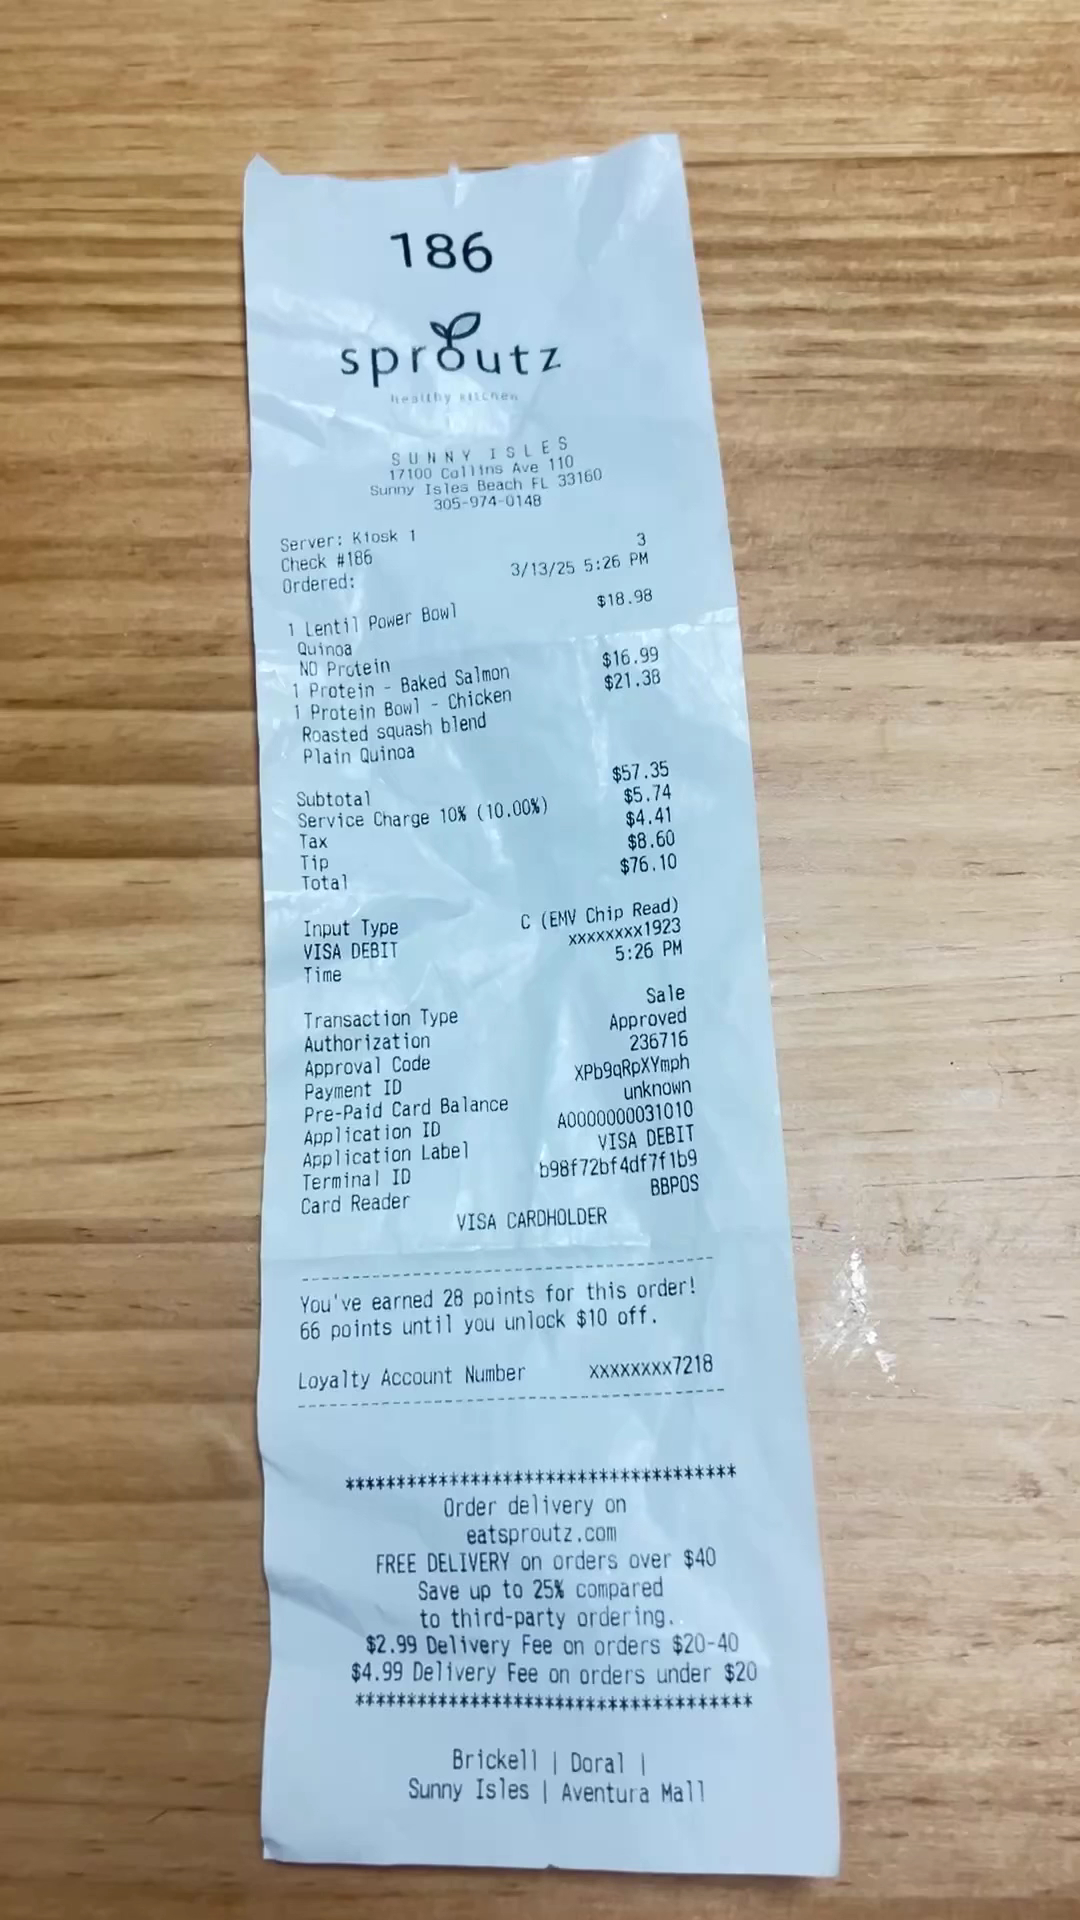 186
sproutz
healthy kitchen
SUNNY ISLES
17100 Collins Ave 110
Sunny Isles Beach FL 33160
305-974-0148
Server: Kiosk 1
Check #186 3
Ordered: 3/13/25 5:26 PM
1 Lentil Power Bowl $18.98
Quinoa
NO Protein
1 Protein - Baked Salmon $16.99
1 Protein Bowl - Chicken $21.38
Roasted squash blend
Plain Quinoa
Subtotal $57.35
Service Charge 10% (10.00%) $5.74
Tax $4.41
Tip $8.60
Total $76.10
Input Type C (EMV Chip Read)
VISA DEBIT xxxxxxxx1923
Time 5:26 PM
Transaction Type Sale
Authorization Approved
Approval Code 236716
Payment ID XPb9qRpXYmph
Pre-Paid Card Balance unknown
Application ID A0000000031010
Application Label VISA DEBIT
Terminal ID b98f72bf4df7f1b9
Card Reader BBPOS
VISA CARDHOLDER
You've earned 28 points for this order!
66 points until you unlock $10 off.
Loyalty Account Number xxxxxxxx7218
**************************************
Order delivery on
eatsproutz.com
FREE DELIVERY on orders over $40
Save up to 25% compared
to third-party ordering..
$2.99 Delivery Fee on orders $20-40
$4.99 Delivery Fee on orders under $20
**************************************
Brickell | Doral |
Sunny Isles | Aventura Mall